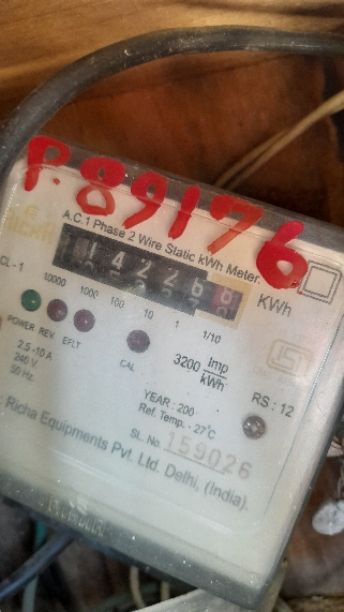 P.89176
A.C.1 Phase 2 Wire Static kWh Meter.
14226
KWh
CL-1
10000 1000 100 10 1 1/10
POWER REV EFLT
CAL
3200 Imp/kWh
2.5-10 A
240 V
50 Hz
YEAR: 200
Ref. Temp. -27°C
RS: 12
SL. No. 159026
Richa Equipments Pvt. Ltd. Delhi, (India).